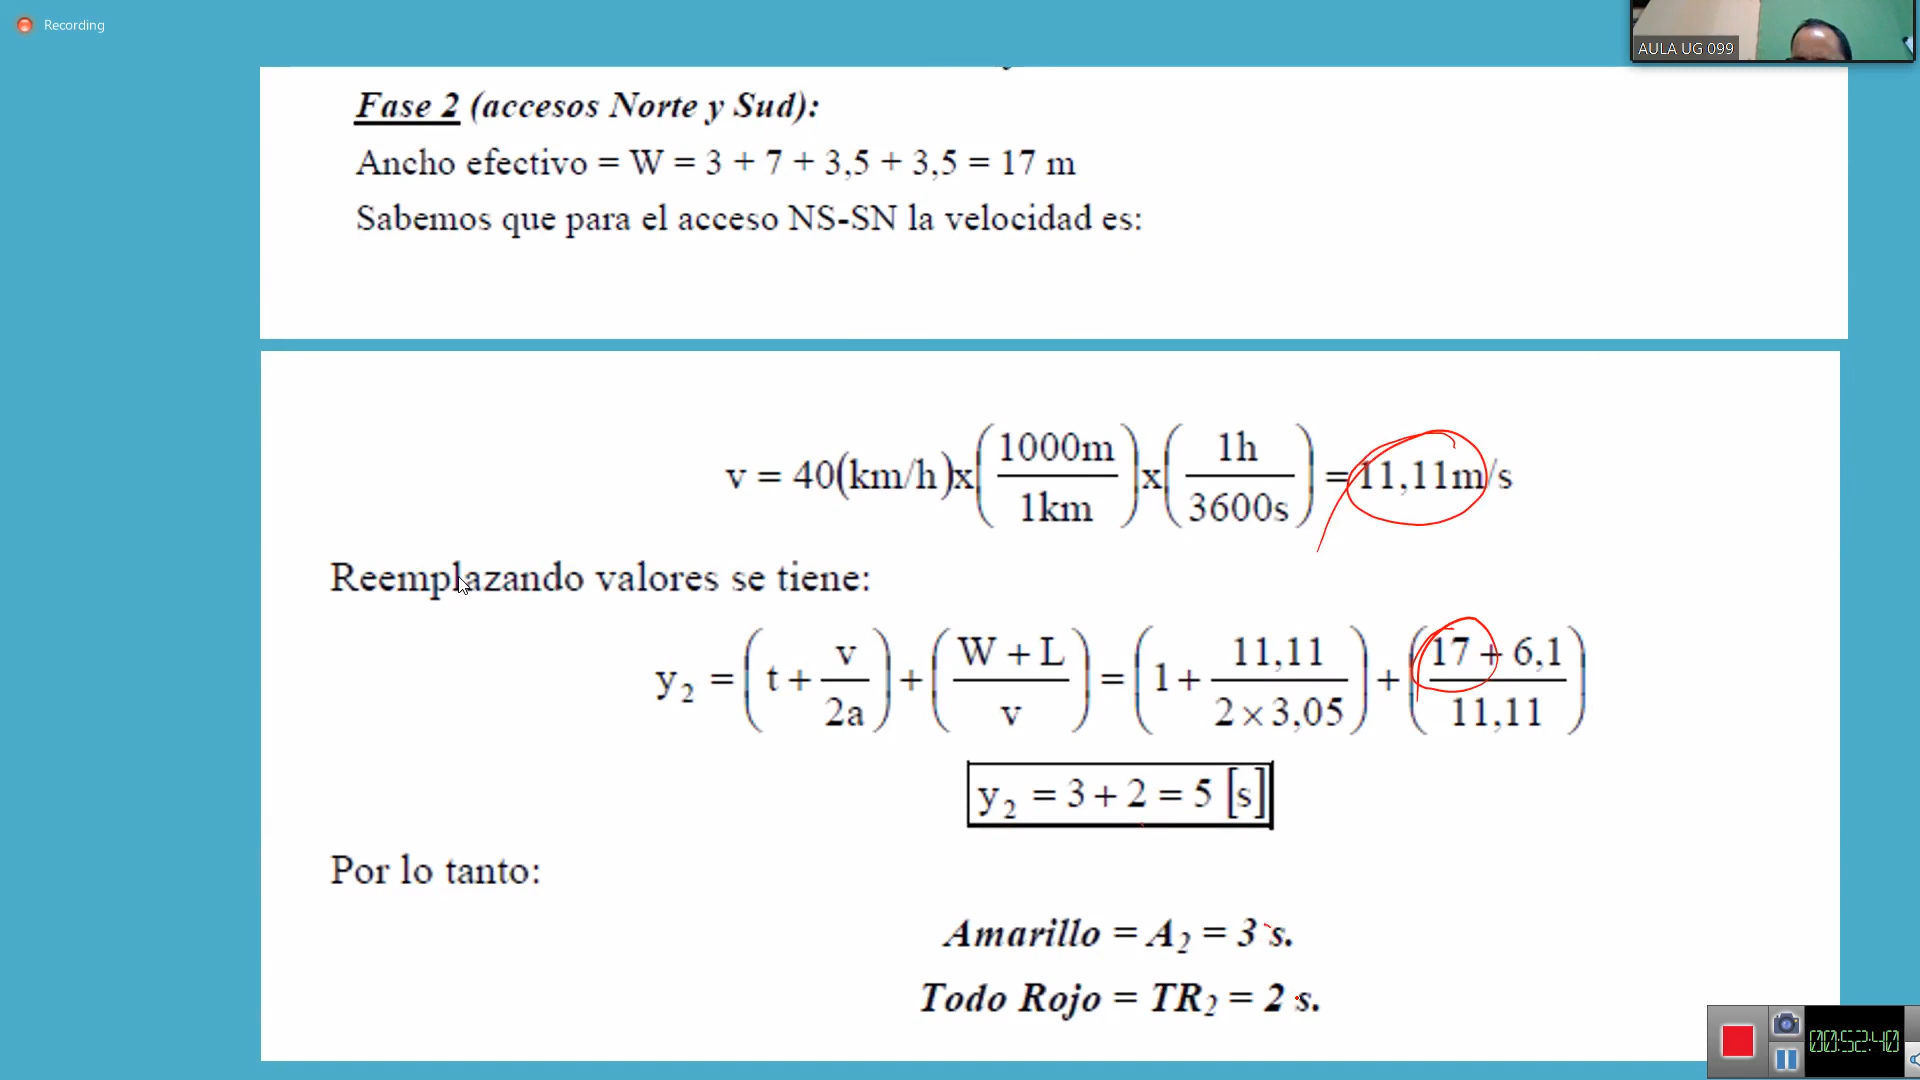 Recording
AULA UG 099
Fase 2 (accesos Norte y Sud):
Ancho efectivo = W = 3 + 7 + 3,5 + 3,5 = 17 m
Sabemos que para el acceso NS-SN la velocidad es:
v = 40(km/h)x(1000m/1km)x(1h/3600s) = 11,11m/s
Reemplazando valores se tiene:
y₂ = (t + v/2a) + (W + L/v) = (1 + 11,11/2 × 3,05) + (17 + 6,1/11,11)
y₂ = 3 + 2 = 5 [s]
Por lo tanto:
Amarillo = A₂ = 3 s.
Todo Rojo = TR₂ = 2 s.
00:52:40